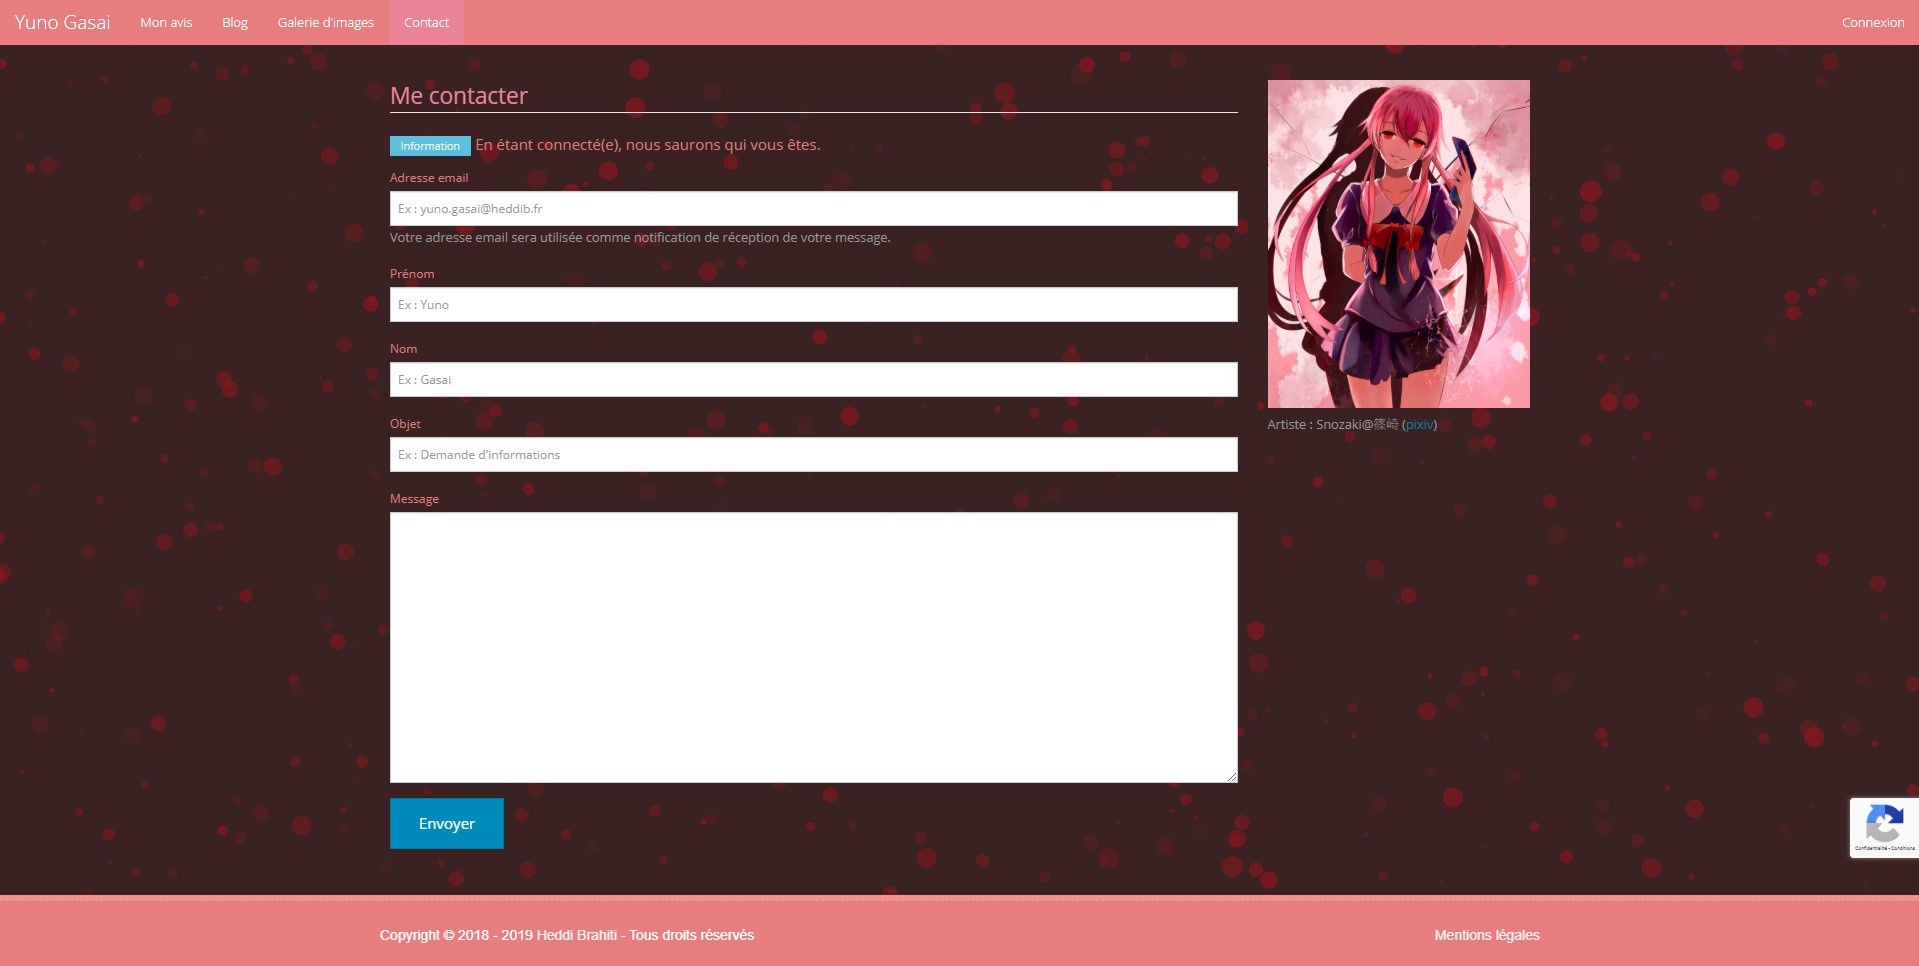 Yuno Gasai
Mon avis
Blog
Galerie d'images
Contact
Connexion
Me contacter
Information En étant connecté(e), nous saurons qui vous êtes.
Adresse email
Ex : yuno.gasai@heddib.fr
Votre adresse email sera utilisée comme notification de réception de votre message.
Prénom
Ex : Yuno
Nom
Ex : Gasai
Objet
Ex : Demande d'informations
Message
Envoyer
Artiste : Snozaki@篠崎 (pixiv)
Confidentialité - Conditions
Copyright © 2018 - 2019 Heddi Brahiti - Tous droits réservés
Mentions légales